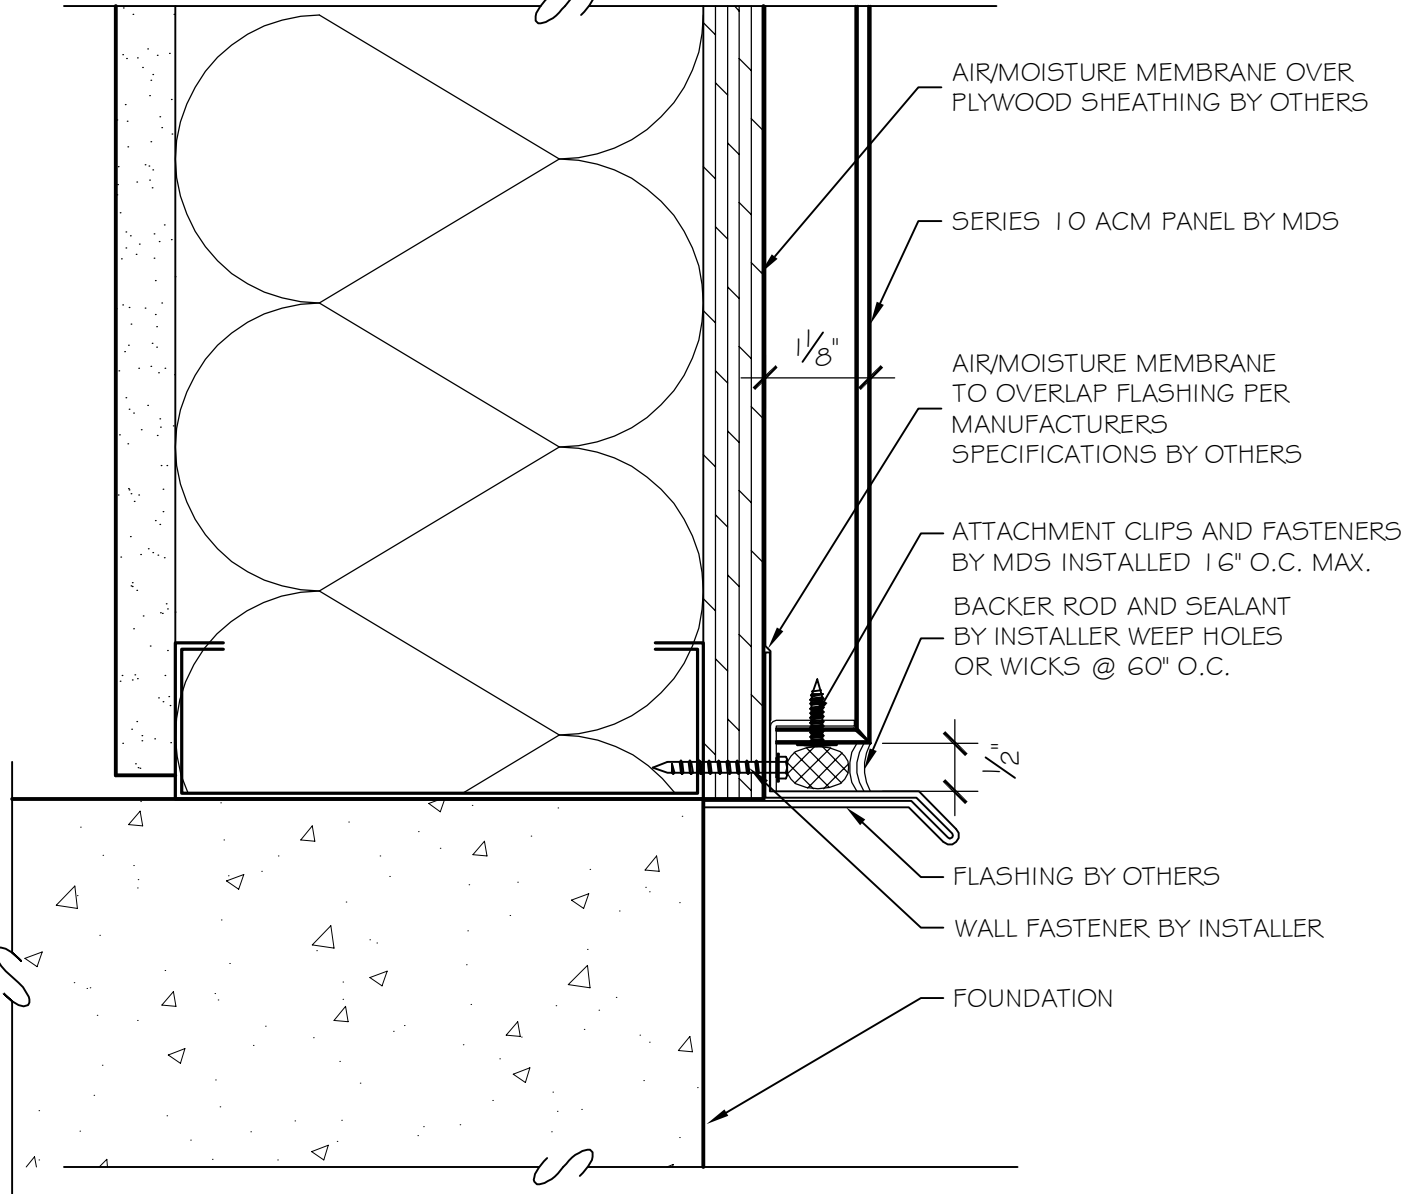 AIR/MOISTURE MEMBRANE OVER
PLYWOOD SHEATHING BY OTHERS
SERIES 10 ACM PANEL BY MDS
1 1/8"
AIR/MOISTURE MEMBRANE
TO OVERLAP FLASHING PER
MANUFACTURERS
SPECIFICATIONS BY OTHERS
ATTACHMENT CLIPS AND FASTENERS
BY MDS INSTALLED 16" O.C. MAX.
BACKER ROD AND SEALANT
BY INSTALLER WEEP HOLES
OR WICKS @ 60" O.C.
1/2"
FLASHING BY OTHERS
WALL FASTENER BY INSTALLER
FOUNDATION